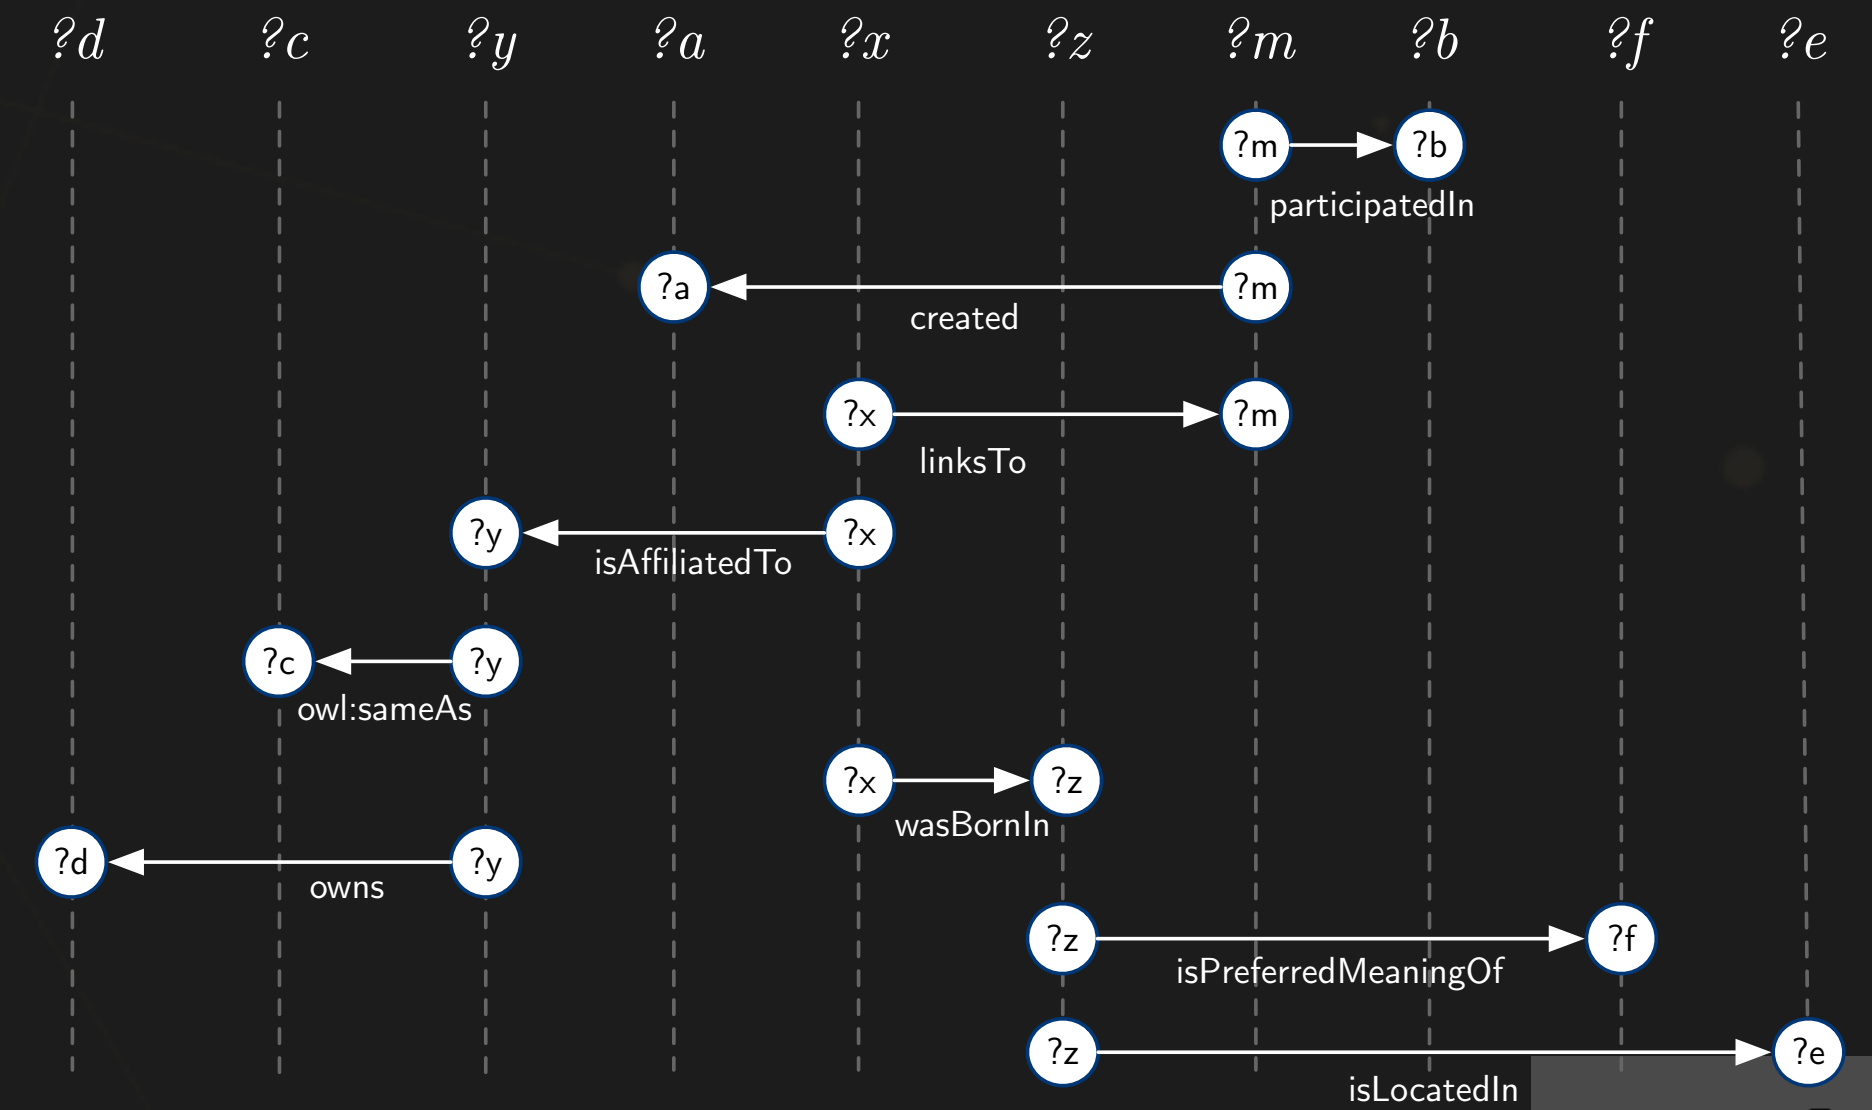 ?d ?c ?y ?a ?x ?z ?m ?b ?f ?e
?m ?b
participatedIn
?a ?m
created
?x ?m
linksTo
?y ?x
isAffiliatedTo
?c ?y
owl:sameAs
?x ?z
wasBornIn
?d ?y
owns
?z ?f
isPreferredMeaningOf
?z ?e
isLocatedIn